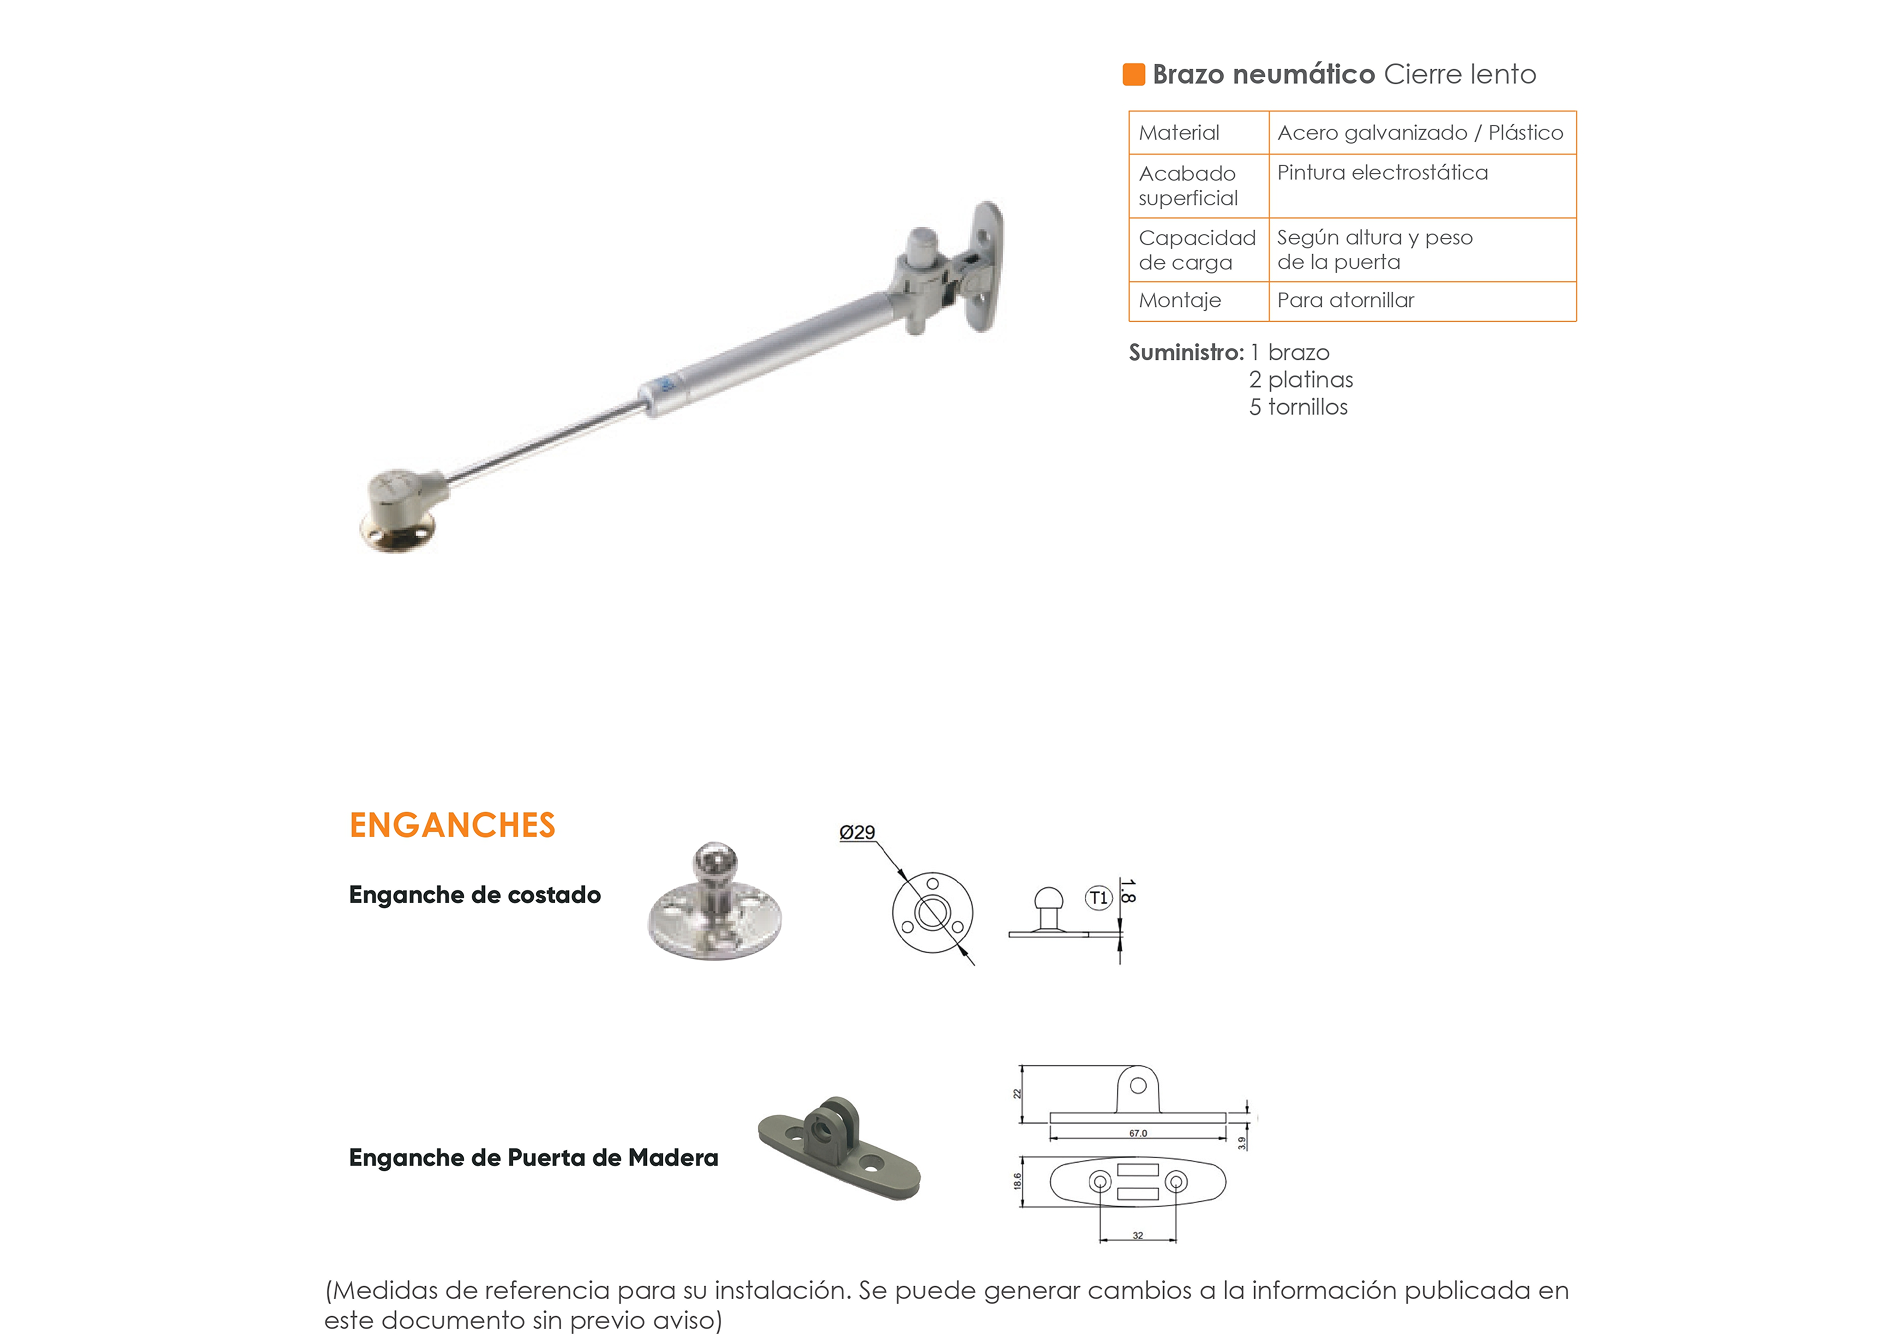 Brazo neumático Cierre lento
Material Acero galvanizado / Plástico
Acabado superficial Pintura electrostática
Capacidad de carga Según altura y peso de la puerta
Montaje Para atornillar
Suministro: 1 brazo
2 platinas
5 tornillos
ENGANCHES
Enganche de costado
Ø29
T1
1.8
Enganche de Puerta de Madera
22
67.0
3.9
18.6
32
(Medidas de referencia para su instalación. Se puede generar cambios a la información publicada en
este documento sin previo aviso)